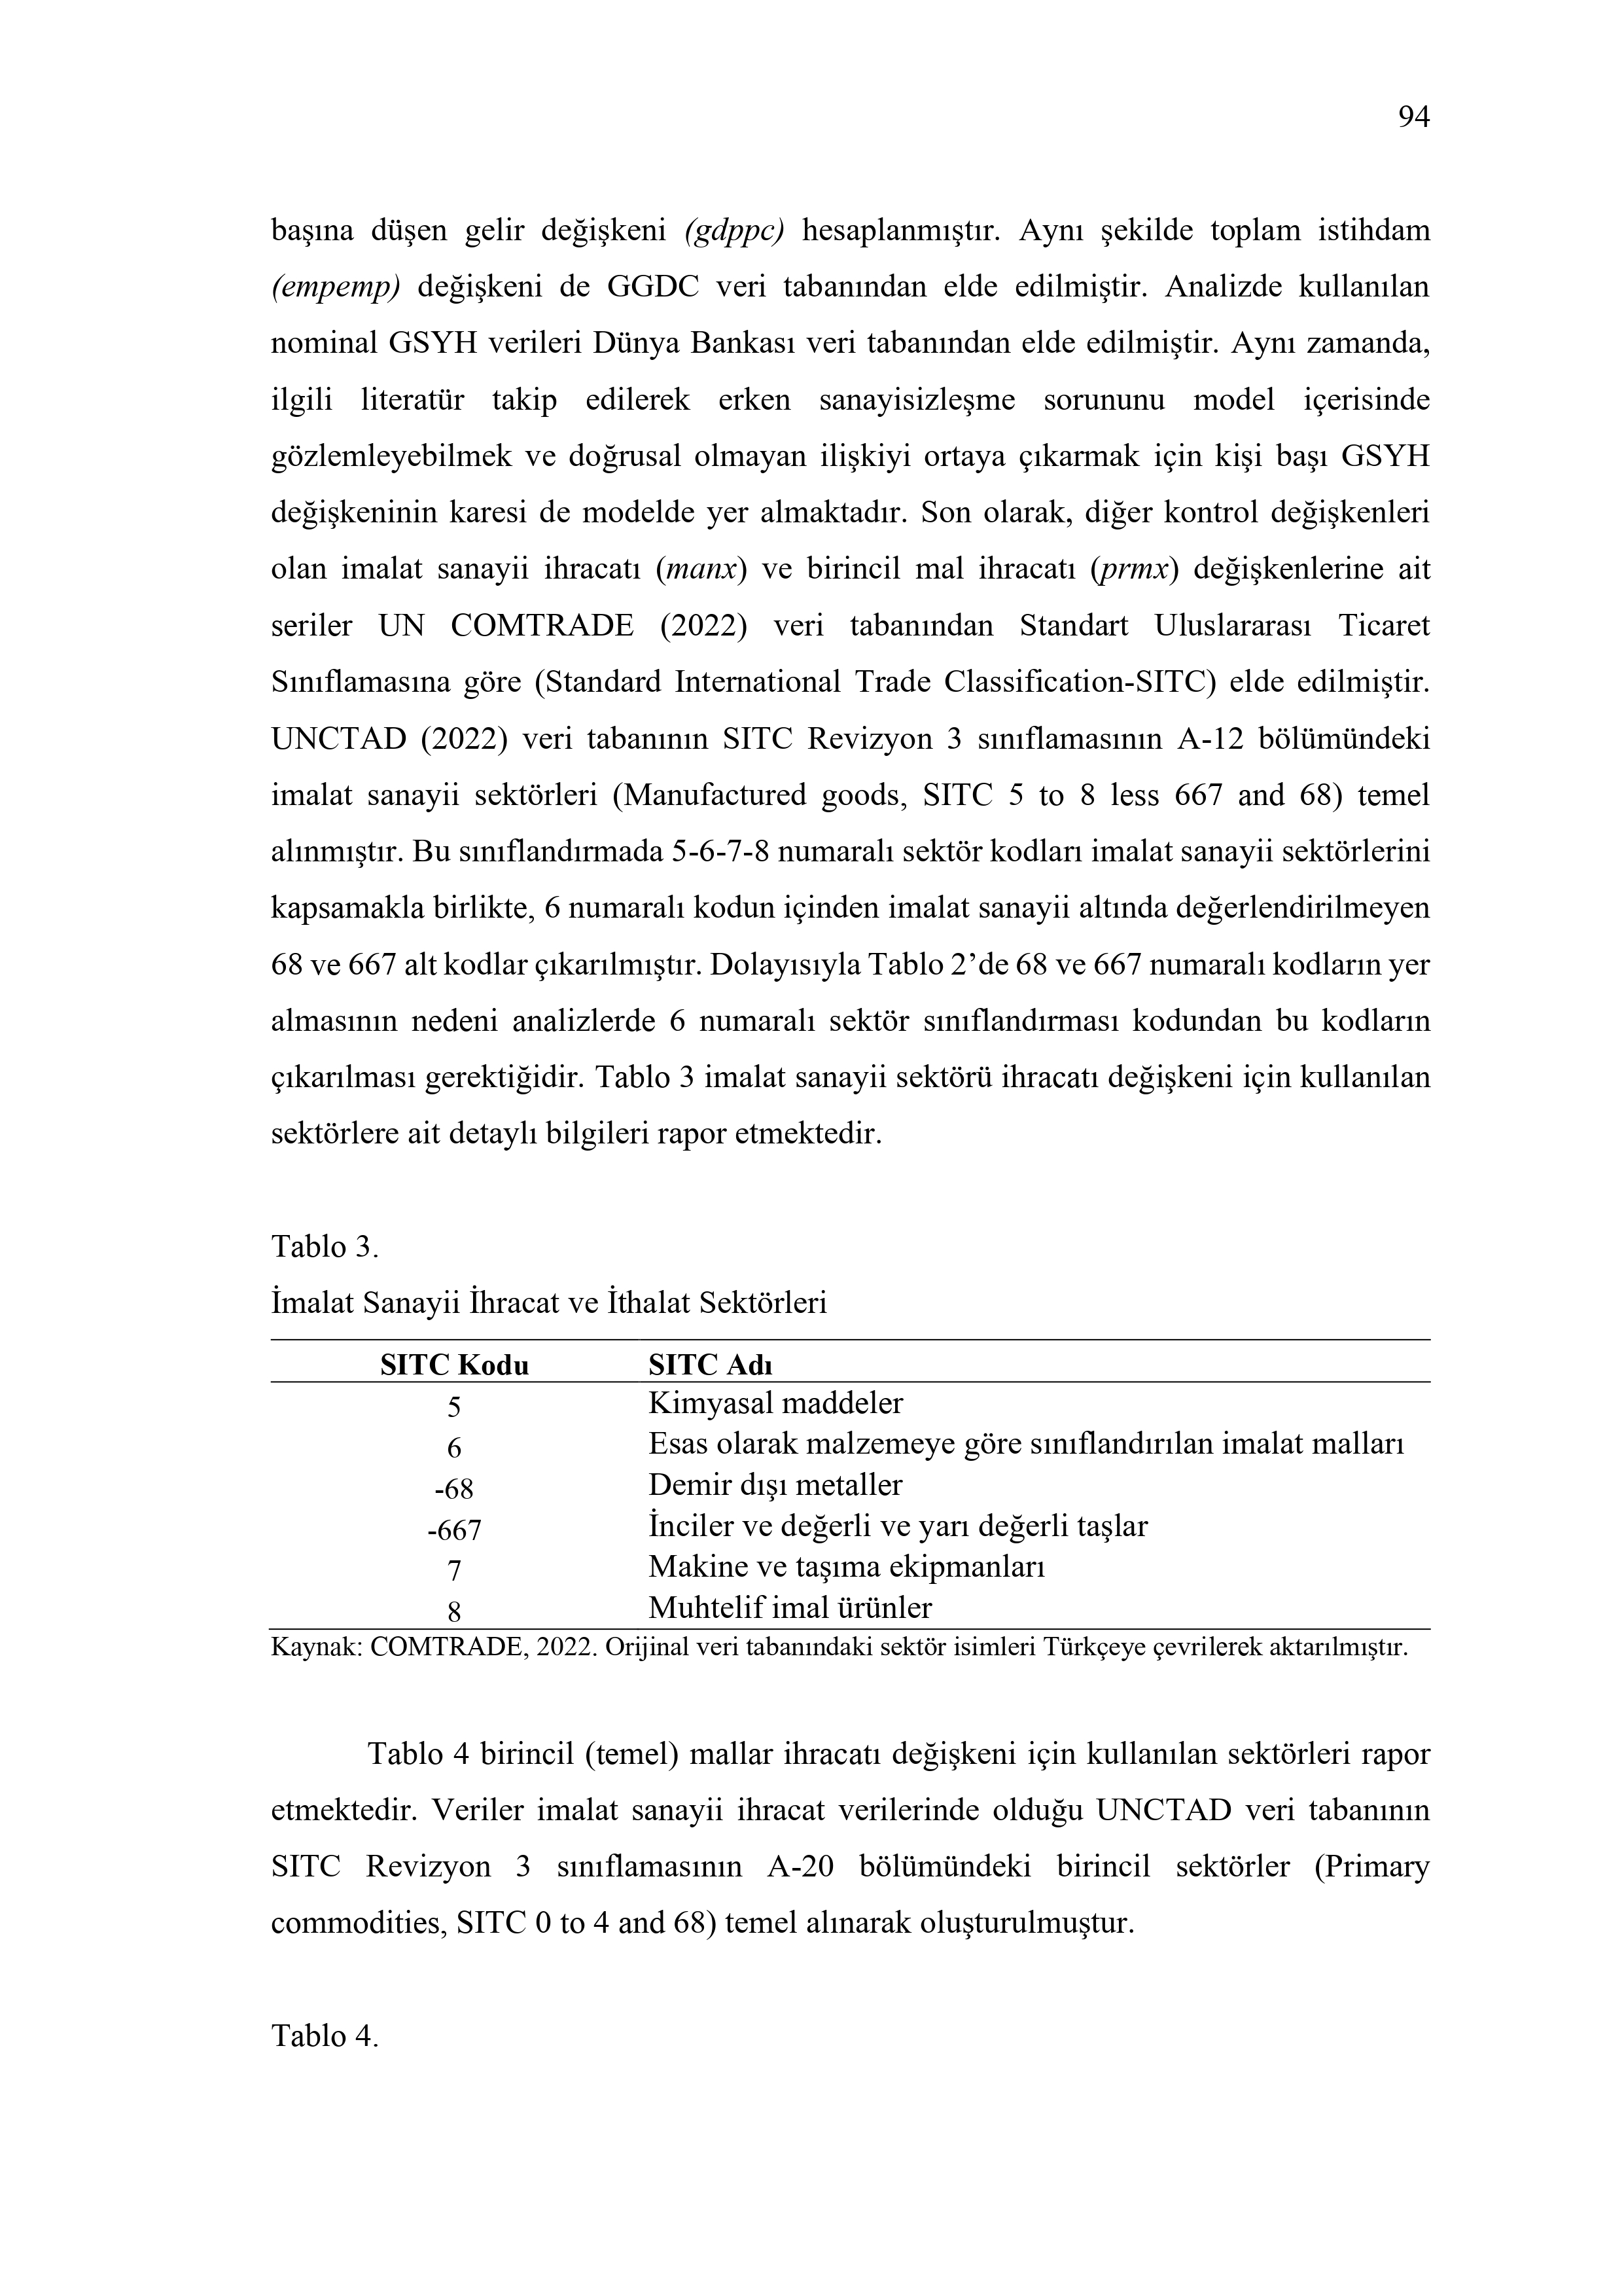 94
başına düşen gelir değişkeni (gdppc) hesaplanmıştır. Aynı şekilde toplam istihdam
(empemp) değişkeni de GGDC veri tabanından elde edilmiştir. Analizde kullanılan
nominal GSYH verileri Dünya Bankası veri tabanından elde edilmiştir. Aynı zamanda,
ilgili literatür takip edilerek erken sanayisizleşme sorununu model içerisinde
gözlemleyebilmek ve doğrusal olmayan ilişkiyi ortaya çıkarmak için kişi başı GSYH
değişkeninin karesi de modelde yer almaktadır. Son olarak, diğer kontrol değişkenleri
olan imalat sanayii ihracatı (manx) ve birincil mal ihracatı (prmx) değişkenlerine ait
seriler UN COMTRADE (2022) veri tabanından Standart Uluslararası Ticaret
Sınıflamasına göre (Standard International Trade Classification-SITC) elde edilmiştir.
UNCTAD (2022) veri tabanının SITC Revizyon 3 sınıflamasının A-12 bölümündeki
imalat sanayii sektörleri (Manufactured goods, SITC 5 to 8 less 667 and 68) temel
alınmıştır. Bu sınıflandırmada 5-6-7-8 numaralı sektör kodları imalat sanayii sektörlerini
kapsamakla birlikte, 6 numaralı kodun içinden imalat sanayii altında değerlendirilmeyen
68 ve 667 alt kodlar çıkarılmıştır. Dolayısıyla Tablo 2’de 68 ve 667 numaralı kodların yer
almasının nedeni analizlerde 6 numaralı sektör sınıflandırması kodundan bu kodların
çıkarılması gerektiğidir. Tablo 3 imalat sanayii sektörü ihracatı değişkeni için kullanılan
sektörlere ait detaylı bilgileri rapor etmektedir.
Tablo 3.
İmalat Sanayii İhracat ve İthalat Sektörleri
SITC Kodu SITC Adı
5 Kimyasal maddeler
6 Esas olarak malzemeye göre sınıflandırılan imalat malları
-68 Demir dışı metaller
-667 İnciler ve değerli ve yarı değerli taşlar
7 Makine ve taşıma ekipmanları
8 Muhtelif imal ürünler
Kaynak: COMTRADE, 2022. Orijinal veri tabanındaki sektör isimleri Türkçeye çevrilerek aktarılmıştır.
Tablo 4 birincil (temel) mallar ihracatı değişkeni için kullanılan sektörleri rapor
etmektedir. Veriler imalat sanayii ihracat verilerinde olduğu UNCTAD veri tabanının
SITC Revizyon 3 sınıflamasının A-20 bölümündeki birincil sektörler (Primary
commodities, SITC 0 to 4 and 68) temel alınarak oluşturulmuştur.
Tablo 4.